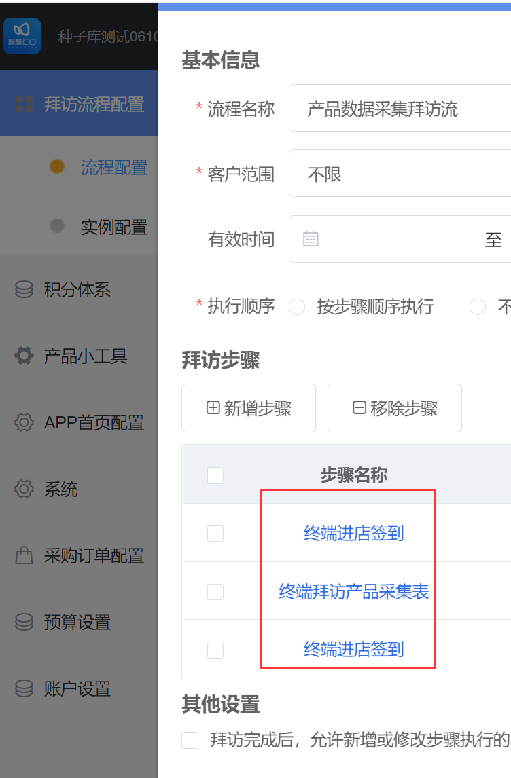 种子库测试0610
拜访流程配置
流程配置
实例配置
积分体系
产品小工具
APP首页配置
系统
采购订单配置
预算设置
账户设置
基本信息
* 流程名称 产品数据采集拜访流
* 客户范围 不限
有效时间 至
* 执行顺序 按步骤顺序执行
拜访步骤
新增步骤 移除步骤
步骤名称
终端进店签到
终端拜访产品采集表
终端进店签到
其他设置
拜访完成后，允许新增或修改步骤执行的